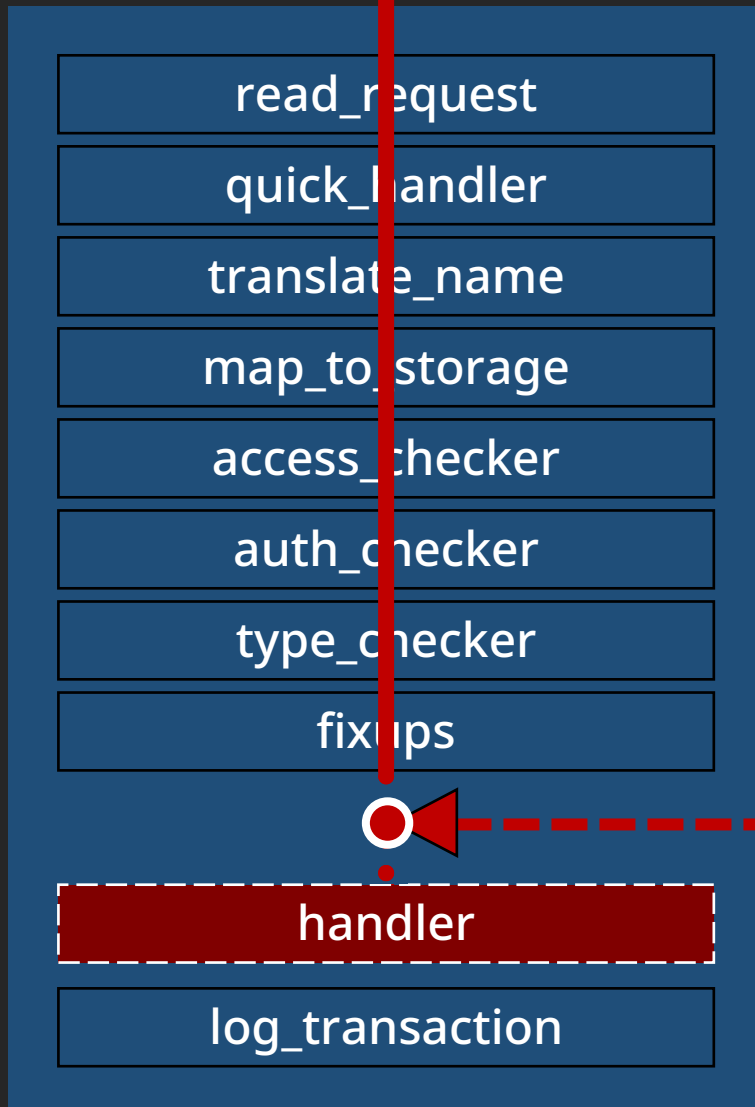 read_request
quick_handler
translate_name
map_to_storage
access_checker
auth_checker
type_checker
fixups
handler
log_transaction